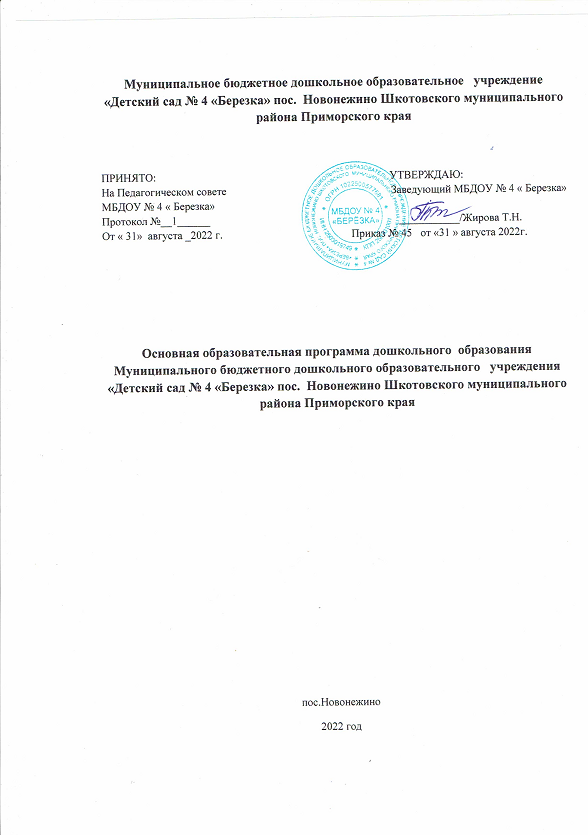 Муниципальное бюджетное дошкольное образовательное учреждение
«Детский сад № 4 «Березка» пос. Новонежино Шкотовского муниципального
района Приморского края
ПРИНЯТО:
На Педагогическом совете
МБДОУ № 4 « Березка»
Протокол №__1______
От « 31» августа _2022 г.
УТВЕРЖДАЮ:
Заведующий МБДОУ № 4 « Березка»
/Жирова Т.Н.
Приказ № 45 от «31 » августа 2022г.
МБДОУ № 4
«БЕРЕЗКА»
Основная образовательная программа дошкольного образования
Муниципального бюджетного дошкольного образовательного учреждения
«Детский сад № 4 «Березка» пос. Новонежино Шкотовского муниципального
района Приморского края
пос.Новонежино
2022 год